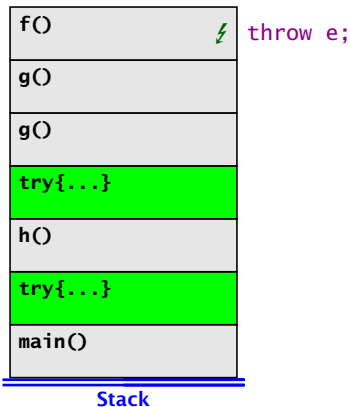 f() throw e;
g()
g()
try{...}
h()
try{...}
main()
Stack